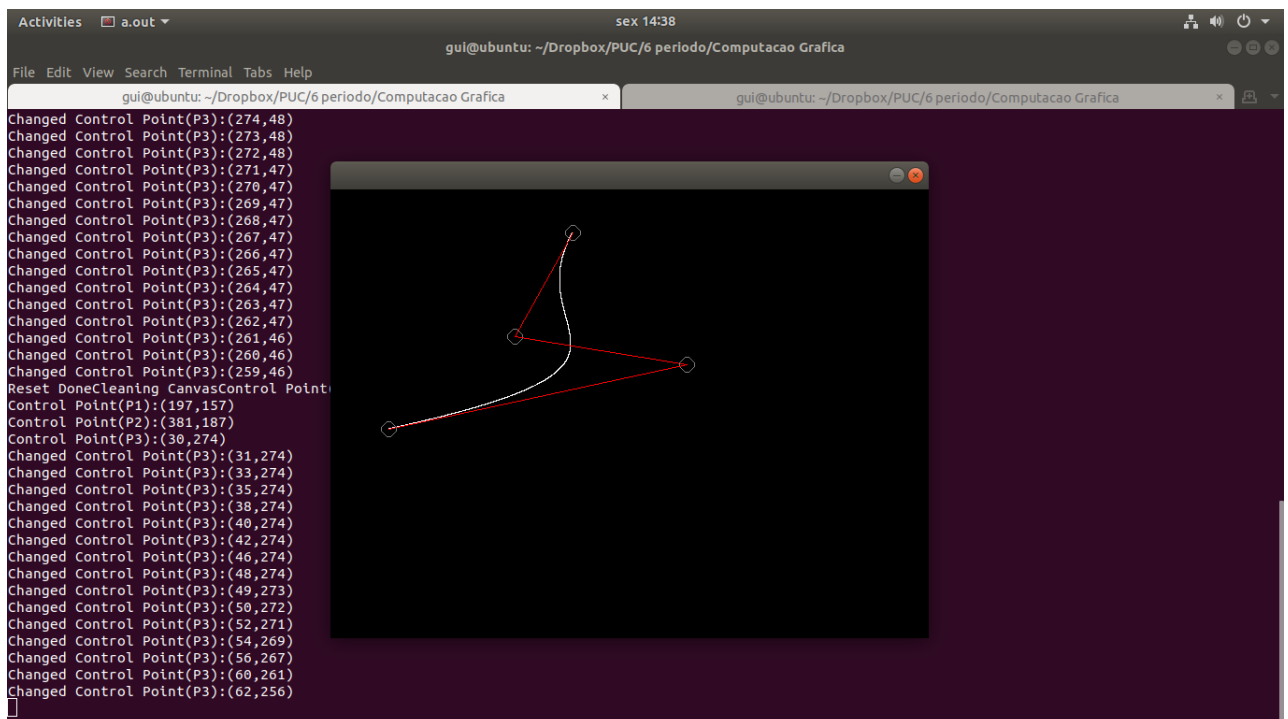 Activities a.out sex 14:38
gui@ubuntu: ~/Dropbox/PUC/6 periodo/Computacao Grafica
File Edit View Search Terminal Tabs Help
gui@ubuntu: ~/Dropbox/PUC/6 periodo/Computacao Grafica × gui@ubuntu: ~/Dropbox/PUC/6 periodo/Computacao Grafica ×
Changed Control Point(P3):(274,48)
Changed Control Point(P3):(273,48)
Changed Control Point(P3):(272,48)
Changed Control Point(P3):(271,47)
Changed Control Point(P3):(270,47)
Changed Control Point(P3):(269,47)
Changed Control Point(P3):(268,47)
Changed Control Point(P3):(267,47)
Changed Control Point(P3):(266,47)
Changed Control Point(P3):(265,47)
Changed Control Point(P3):(264,47)
Changed Control Point(P3):(263,47)
Changed Control Point(P3):(262,47)
Changed Control Point(P3):(261,46)
Changed Control Point(P3):(260,46)
Changed Control Point(P3):(259,46)
Reset DoneCleaning CanvasControl Point(
Control Point(P1):(197,157)
Control Point(P2):(381,187)
Control Point(P3):(30,274)
Changed Control Point(P3):(31,274)
Changed Control Point(P3):(33,274)
Changed Control Point(P3):(35,274)
Changed Control Point(P3):(38,274)
Changed Control Point(P3):(40,274)
Changed Control Point(P3):(42,274)
Changed Control Point(P3):(46,274)
Changed Control Point(P3):(48,274)
Changed Control Point(P3):(49,273)
Changed Control Point(P3):(50,272)
Changed Control Point(P3):(52,271)
Changed Control Point(P3):(54,269)
Changed Control Point(P3):(56,267)
Changed Control Point(P3):(60,261)
Changed Control Point(P3):(62,256)